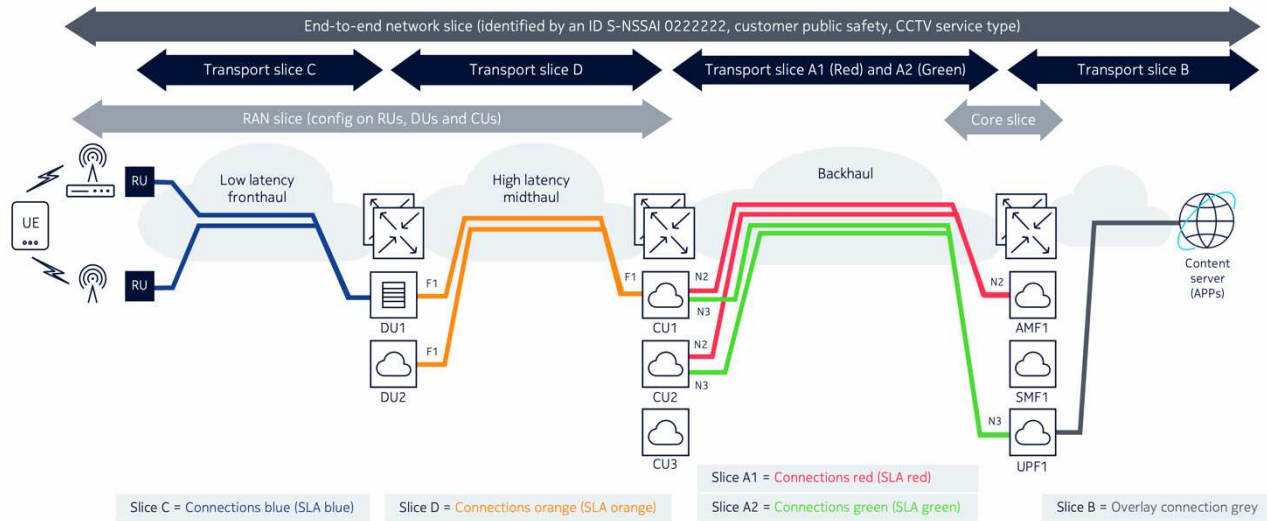 End-to-end network slice (identified by an ID S-NSSAI 0222222, customer public safety, CCTV service type)
Transport slice C
Transport slice D
Transport slice A1 (Red) and A2 (Green)
Transport slice B
RAN slice (config on RUs, DUs and CUs)
Core slice
UE
RU
RU
Low latency
fronthaul
High latency
midthaul
Backhaul
DU1
F1
DU2
F1
F1
CU1
N2
N3
CU2
N2
N3
CU3
N2
AMF1
SMF1
N3
UPF1
Content
server
(APPs)
Slice C = Connections blue (SLA blue)
Slice D = Connections orange (SLA orange)
Slice A1 = Connections red (SLA red)
Slice A2 = Connections green (SLA green)
Slice B = Overlay connection grey